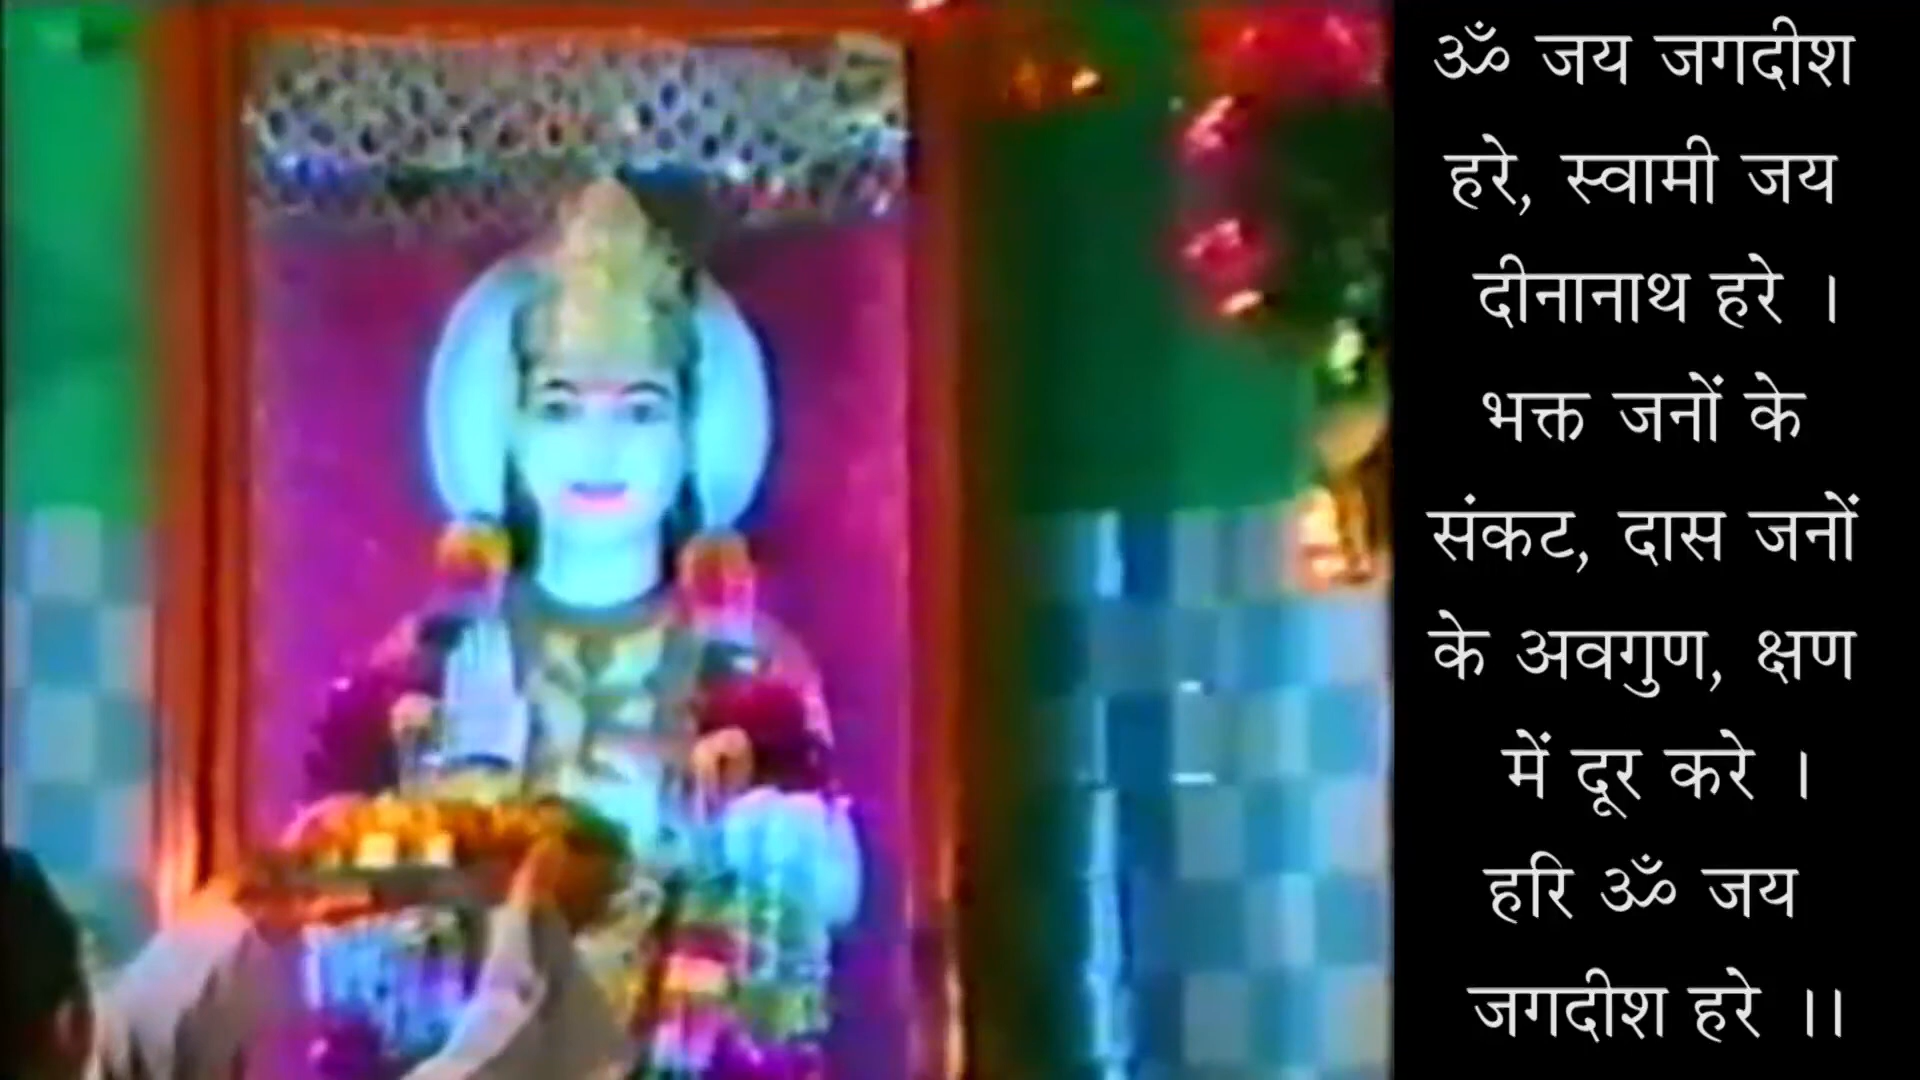 ॐ जय जगदीश
हरे, स्वामी जय
दीनानाथ हरे ।
भक्त जनों के
संकट, दास जनों
के अवगुण, क्षण
में दूर करे ।
हरि ॐ जय
जगदीश हरे ।।